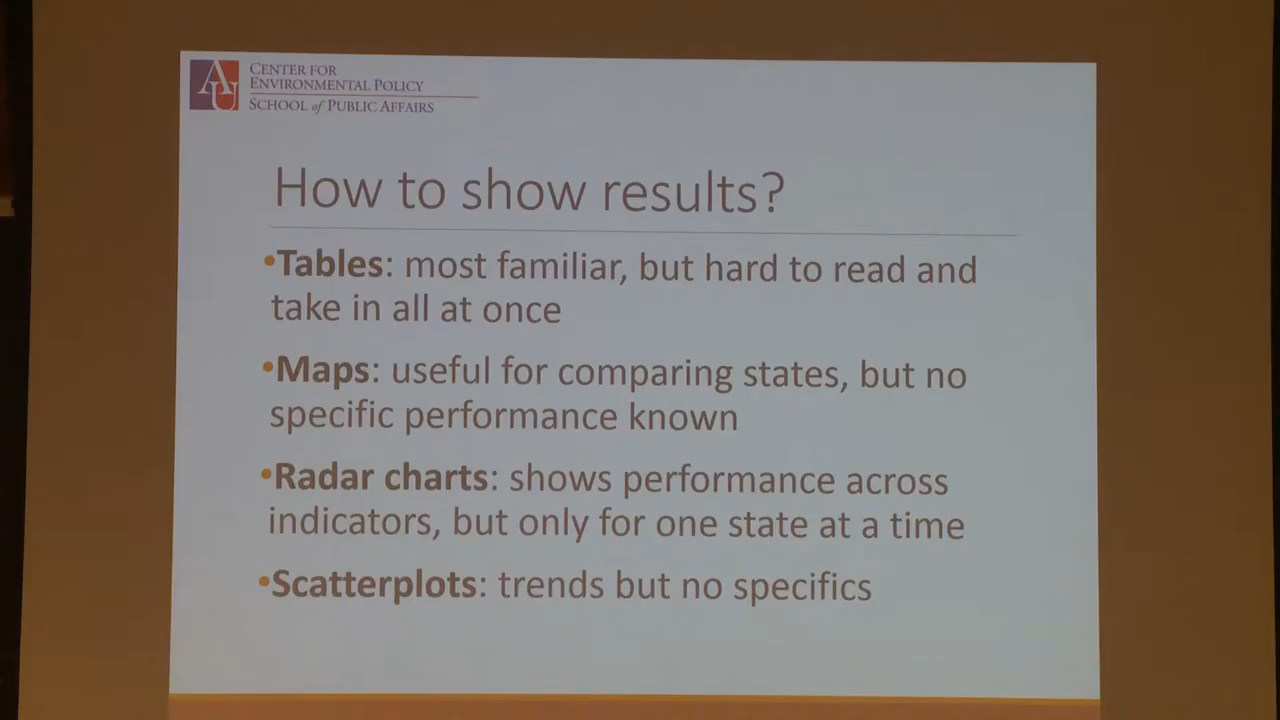 AU
CENTER FOR
ENVIRONMENTAL POLICY
SCHOOL of PUBLIC AFFAIRS
How to show results?
•Tables: most familiar, but hard to read and
take in all at once
•Maps: useful for comparing states, but no
specific performance known
•Radar charts: shows performance across
indicators, but only for one state at a time
•Scatterplots: trends but no specifics